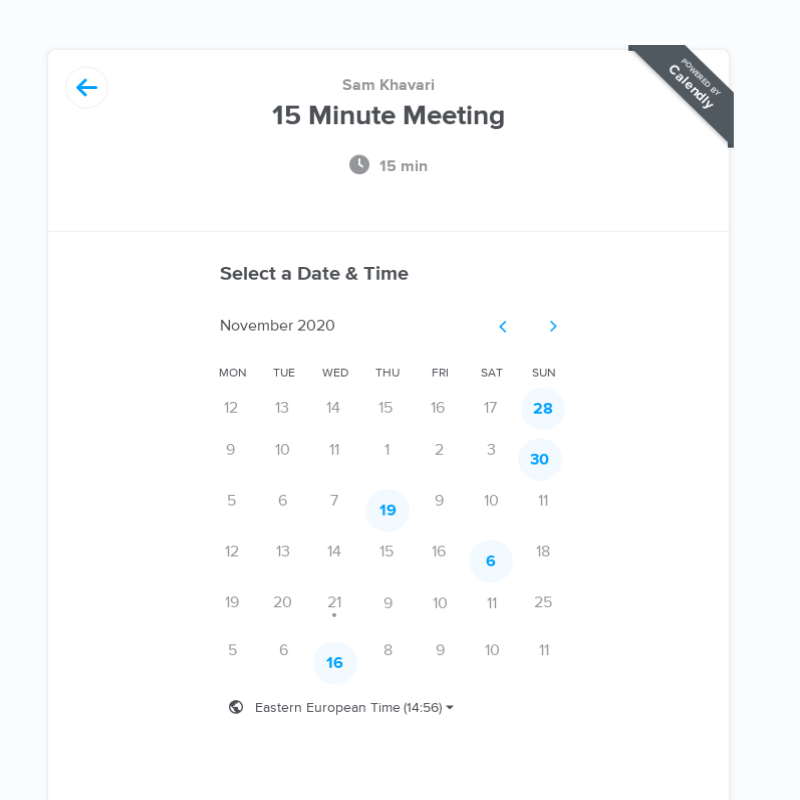 Sam Khavari
POWERED BY
Calendly
15 Minute Meeting
15 min
Select a Date & Time
November 2020
MON TUE WED THU FRI SAT SUN
12 13 14 15 16 17 28
9 10 11 1 2 3 30
5 6 7 19 9 10 11
12 13 14 15 16 6 18
19 20 21 9 10 11 25
5 6 16 8 9 10 11
Eastern European Time (14:56)